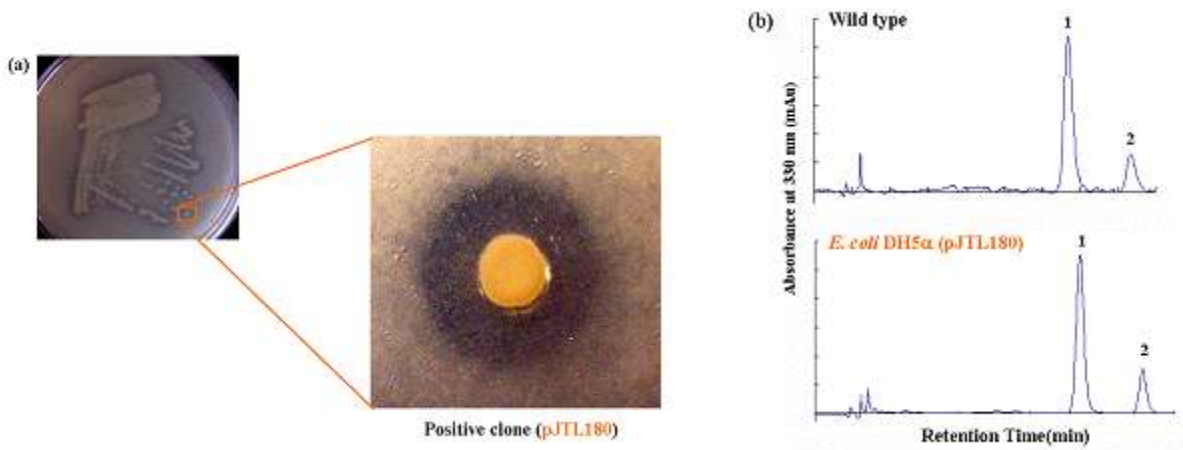 (a)
Positive clone (pJTL180)
(b)
Wild type
1
2
E. coli DH5α (pJTL180)
1
2
Absorbance at 330 nm (mAu)
Retention Time(min)